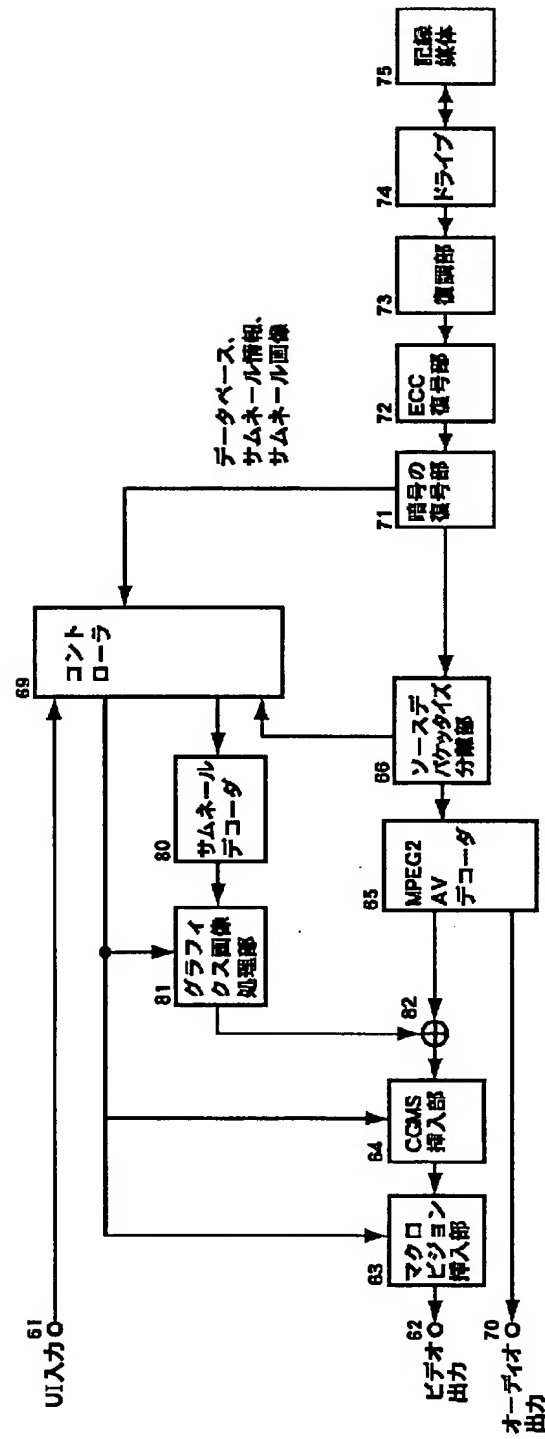 61
UI入力
69
コント
ローラ
データベース、
サムネール情報、
サムネール画像
80
サムネール
デコーダ
81
グラフィ
クス画像
処理部
82
62
ビデオ
出力
63
マクロ
ビジョン
挿入部
64
CGMS
挿入部
65
MPEG2
AV
デコーダ
66
ソースデ
パケッタイズ
分離部
71
暗号の
復号部
72
ECC
復号部
73
復調部
74
ドライブ
75
記録
媒体
70
オーディオ
出力